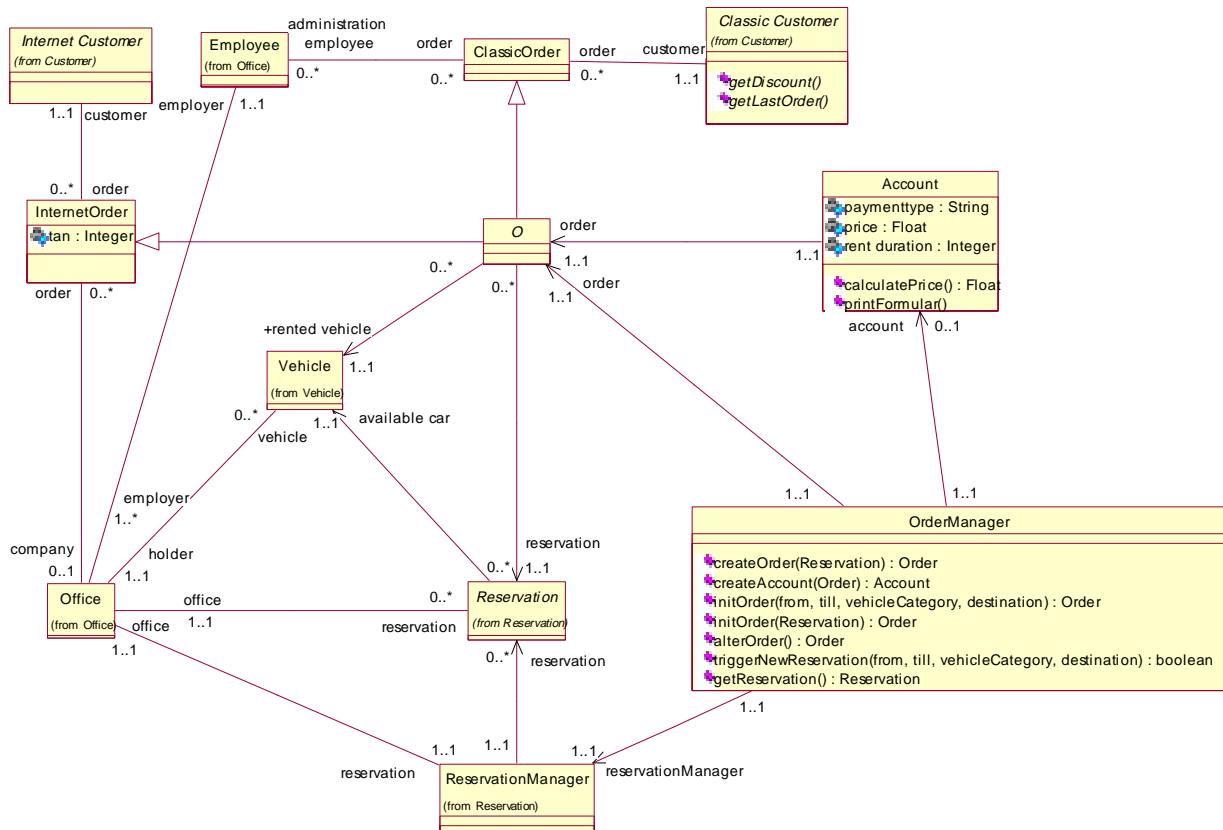 Internet Customer
(from Customer)
1..1
customer
0..*
order
InternetOrder
tan : Integer
order
0..*
company
0..1
Employee
(from Office)
administration
employee
0..*
order
0..*
employer
1..1
ClassicOrder
order
0..*
customer
1..1
Classic Customer
(from Customer)
getDiscount()
getLastOrder()
O
order
1..1
1..1
Account
paymenttype : String
price : Float
rent duration : Integer
calculatePrice() : Float
printFormular()
account
0..1
0..*
0..*
1..1
order
+rented vehicle
1..1
Vehicle
(from Vehicle)
0..*
vehicle
1..1
available car
employer
1..*
holder
1..1
1..1
1..1
OrderManager
createOrder(Reservation) : Order
createAccount(Order) : Account
initOrder(from, till, vehicleCategory, destination) : Order
initOrder(Reservation) : Order
alterOrder() : Order
triggerNewReservation(from, till, vehicleCategory, destination) : boolean
getReservation() : Reservation
reservation
0..*
1..1
Office
(from Office)
office
1..1
0..*
reservation
office
1..1
Reservation
(from Reservation)
0..*
reservation
1..1
1..1
1..1
1..1
reservation
reservationManager
ReservationManager
(from Reservation)